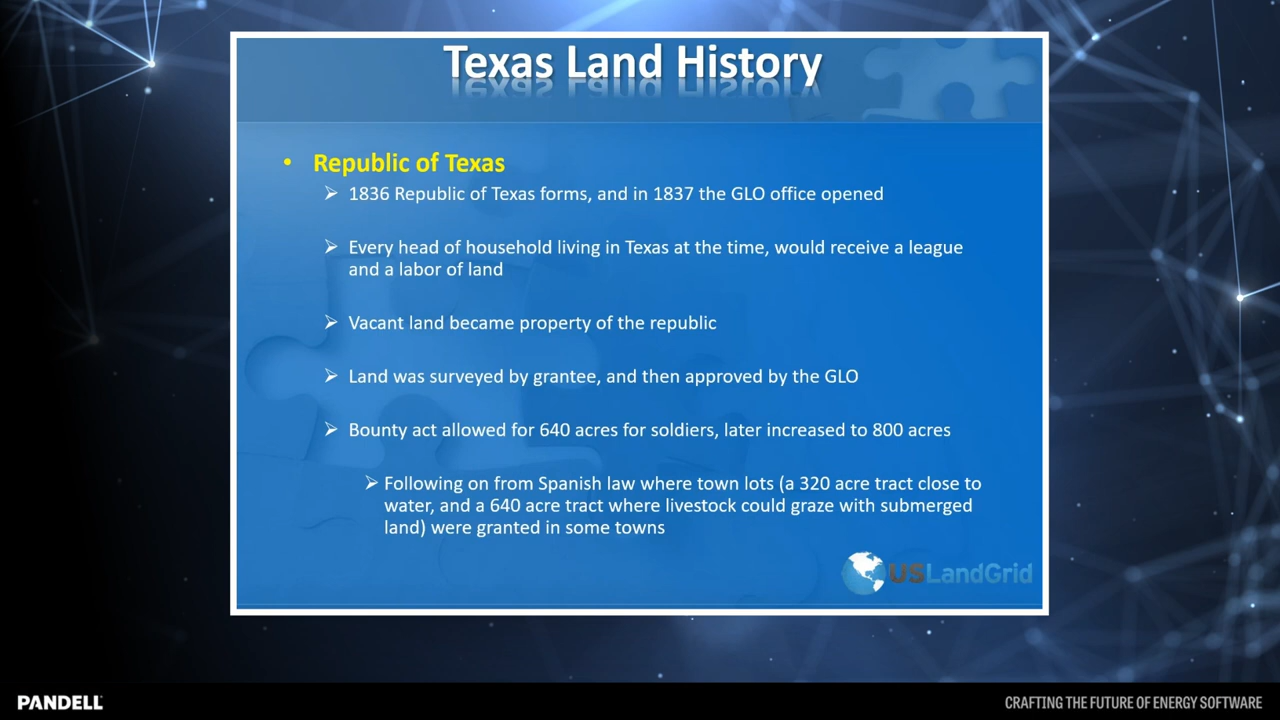 Texas Land History
• Republic of Texas
➢ 1836 Republic of Texas forms, and in 1837 the GLO office opened
➢ Every head of household living in Texas at the time, would receive a league
and a labor of land
➢ Vacant land became property of the republic
➢ Land was surveyed by grantee, and then approved by the GLO
➢ Bounty act allowed for 640 acres for soldiers, later increased to 800 acres
➢ Following on from Spanish law where town lots (a 320 acre tract close to
water, and a 640 acre tract where livestock could graze with submerged
land) were granted in some towns
USLandGrid
PANDELL
CRAFTING THE FUTURE OF ENERGY SOFTWARE